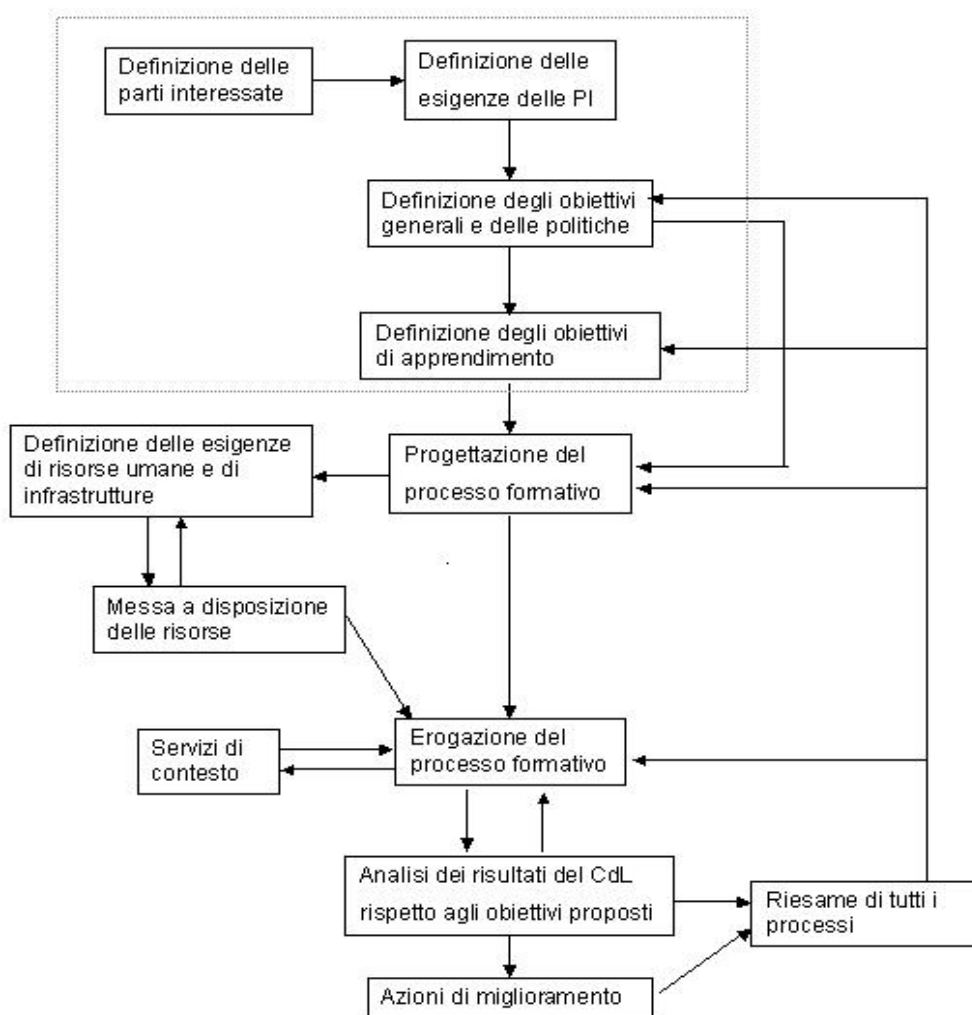 Definizione delle
parti interessate
Definizione delle
esigenze delle PI
Definizione degli obiettivi
generali e delle politiche
Definizione degli obiettivi
di apprendimento
Definizione delle esigenze
di risorse umane e di
infrastrutture
Progettazione del
processo formativo
Messa a disposizione
delle risorse
Servizi di
contesto
Erogazione del
processo formativo
Analisi dei risultati del CdL
rispetto agli obiettivi proposti
Riesame di tutti i
processi
Azioni di miglioramento